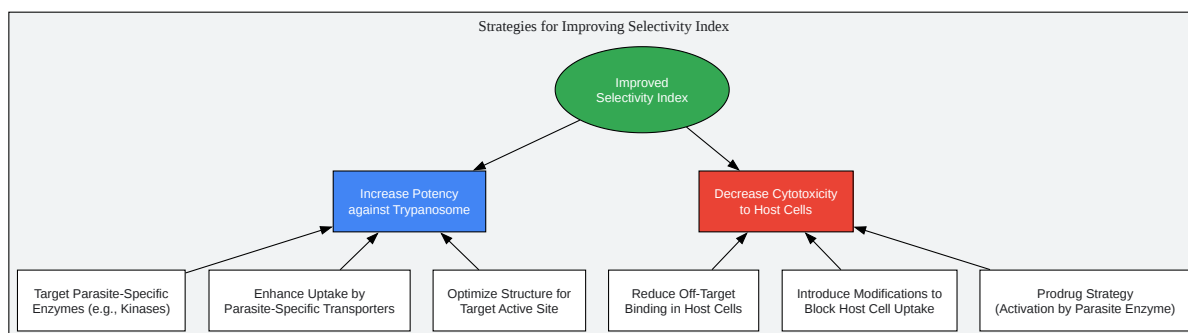 Strategies for Improving Selectivity Index
Improved
Selectivity Index
Increase Potency
against Trypanosome
Decrease Cytotoxicity
to Host Cells
Target Parasite-Specific
Enzymes (e.g., Kinases)
Enhance Uptake by
Parasite-Specific Transporters
Optimize Structure for
Target Active Site
Reduce Off-Target
Binding in Host Cells
Introduce Modifications to
Block Host Cell Uptake
Prodrug Strategy
(Activation by Parasite Enzyme)